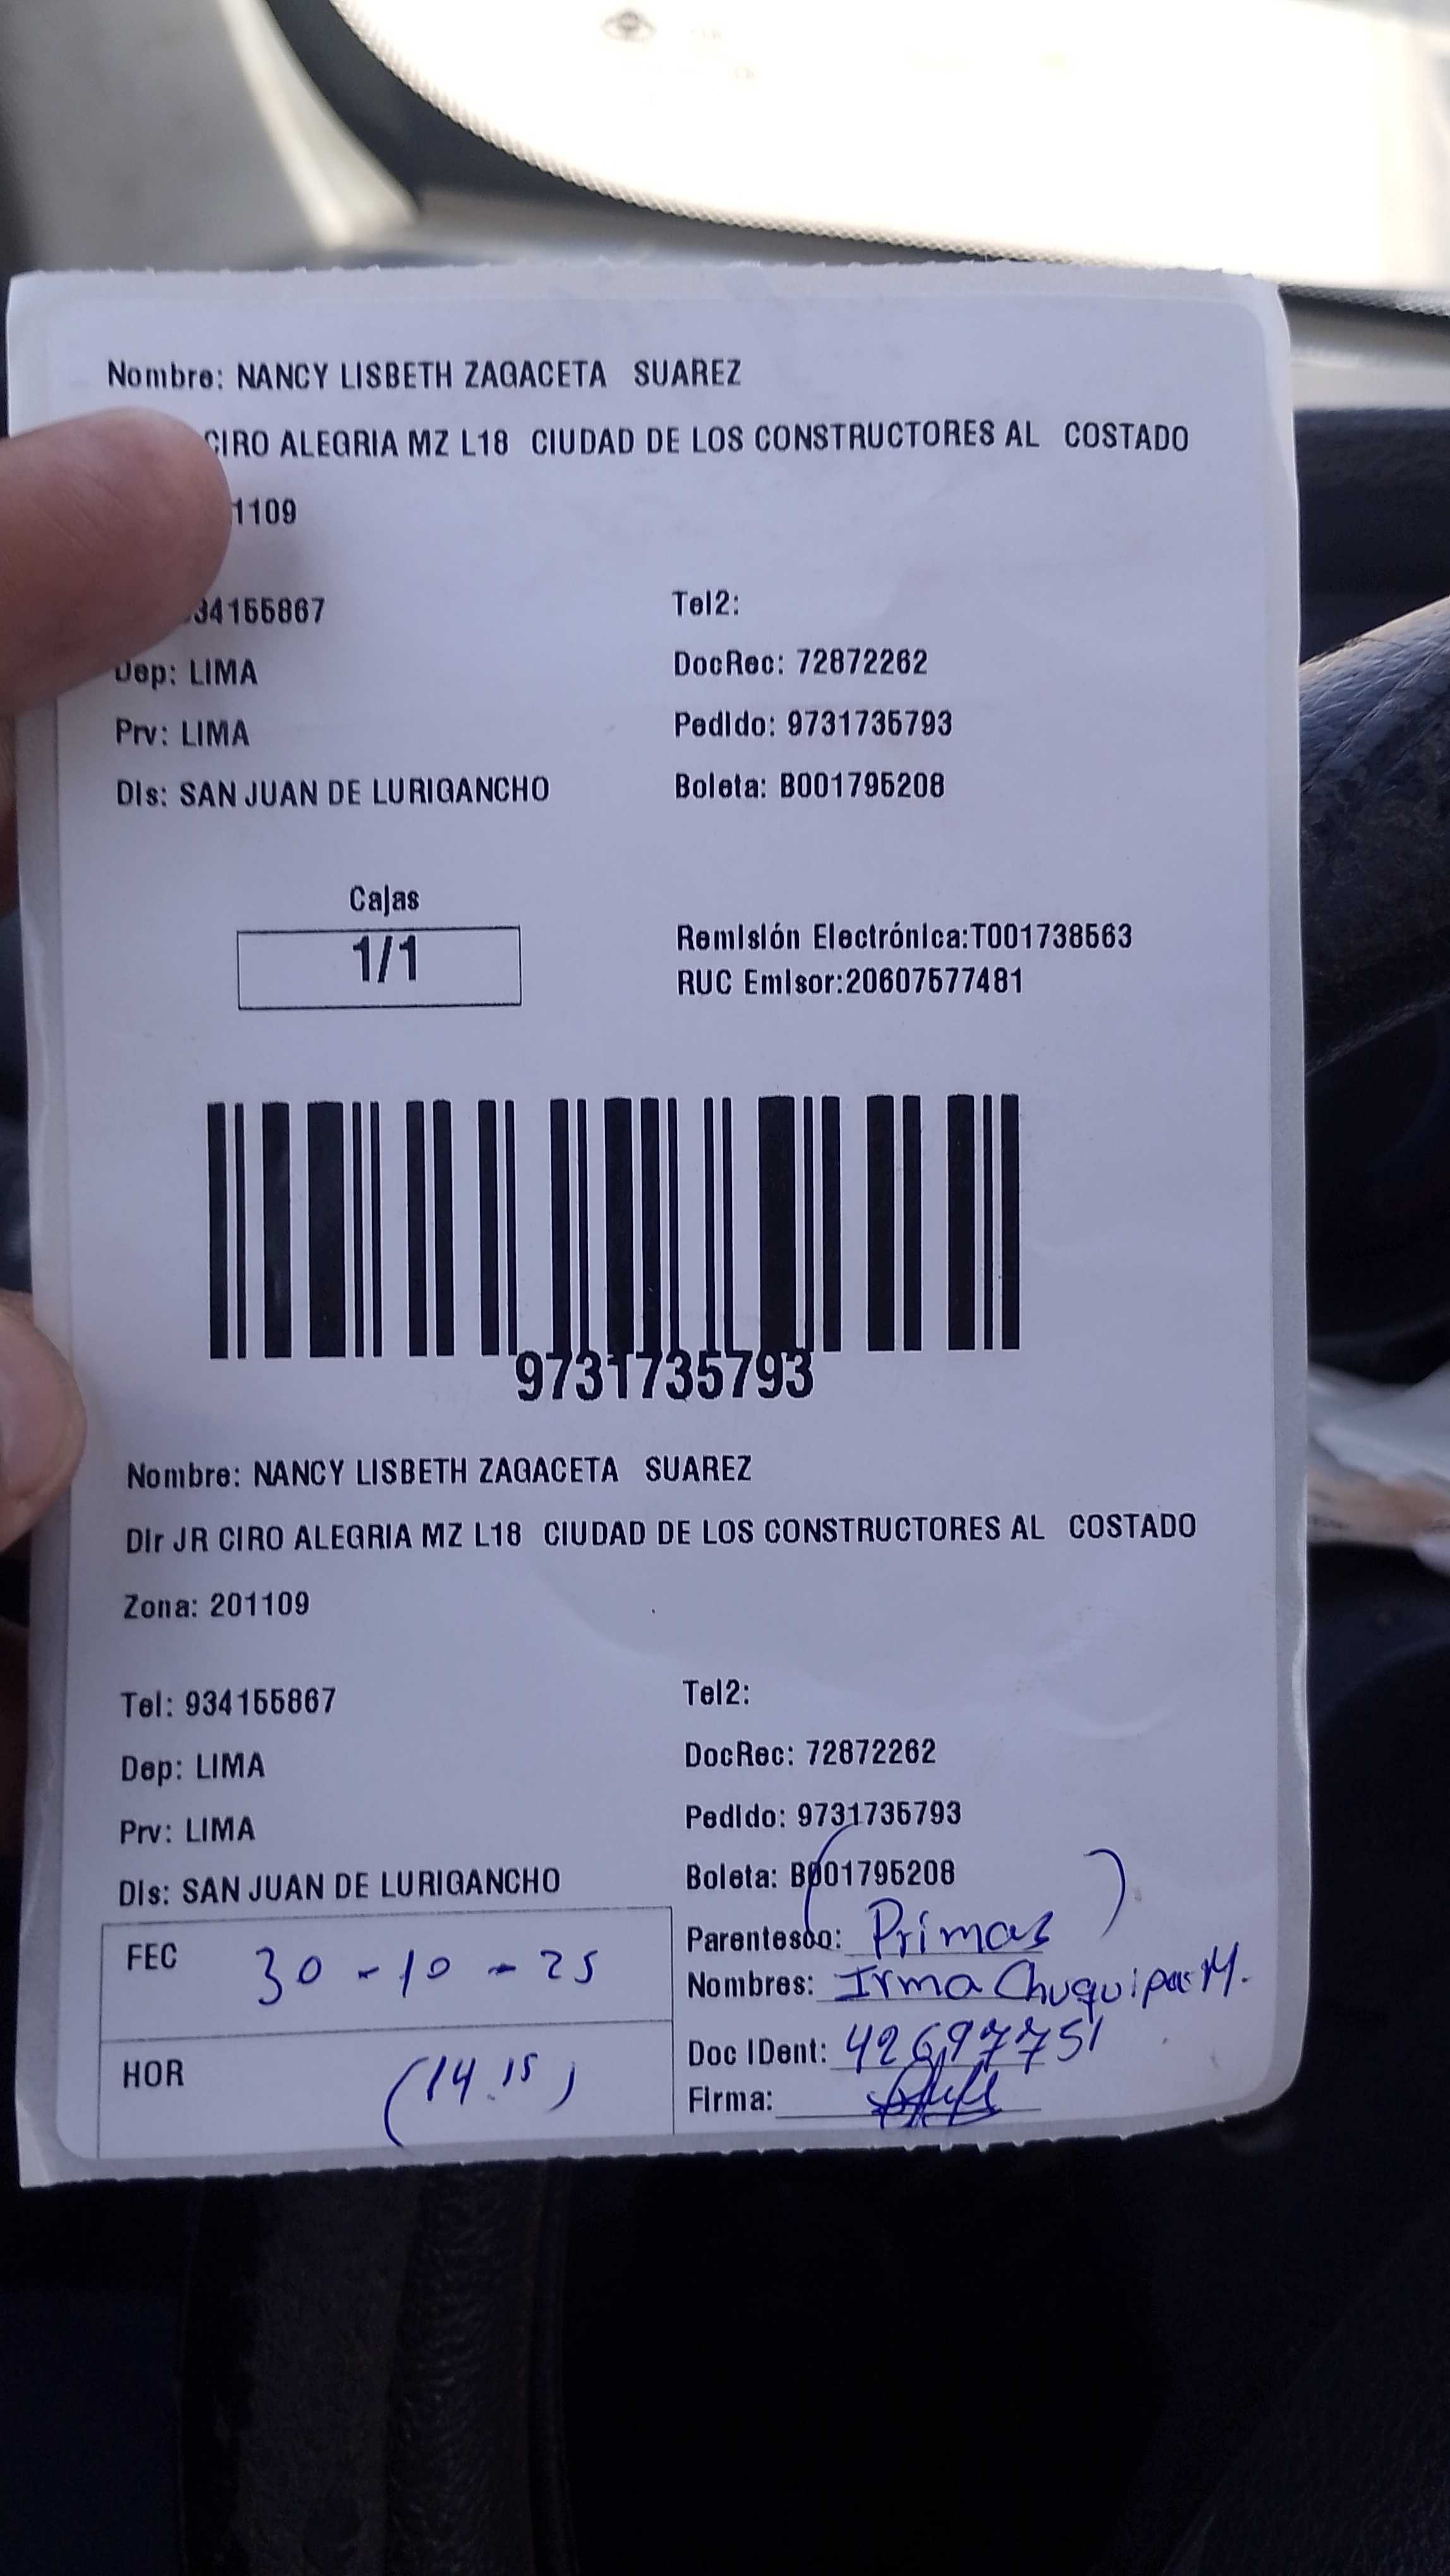 Nombre: NANCY LISBETH ZAGACETA SUAREZ
CIRO ALEGRIA MZ L18 CIUDAD DE LOS CONSTRUCTORES AL COSTADO
1109
34155867 Tel2:
Dep: LIMA DocRec: 72872262
Prv: LIMA Pedido: 9731735793
Dis: SAN JUAN DE LURIGANCHO Boleta: B001795208
Cajas
1/1
Remisión Electrónica:T001738563
RUC Emisor:20607577481
9731735793
Nombre: NANCY LISBETH ZAGACETA SUAREZ
Dir JR CIRO ALEGRIA MZ L18 CIUDAD DE LOS CONSTRUCTORES AL COSTADO
Zona: 201109
Tel: 934155867 Tel2:
Dep: LIMA DocRec: 72872262
Prv: LIMA Pedido: 9731735793
Dis: SAN JUAN DE LURIGANCHO Boleta: B001795208
FEC 30-10-25
HOR (14.15)
Parentesco: Primas
Nombres: Irma M.
Doc IDent: 42697751
Firma: